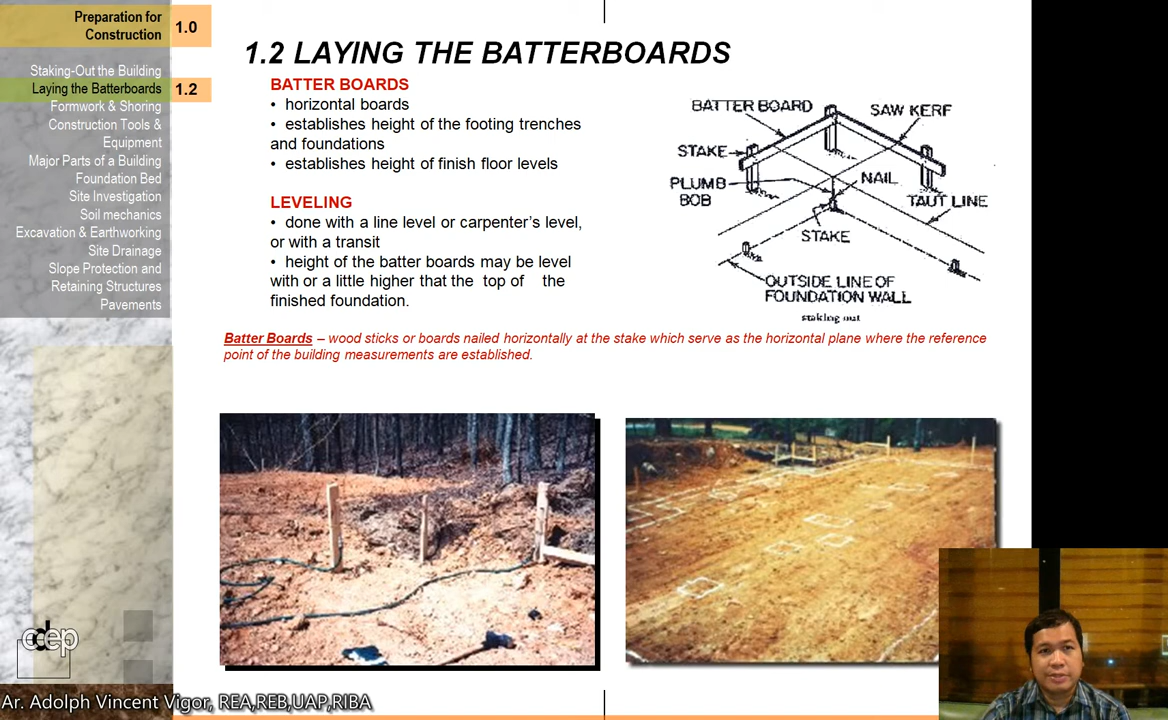 Preparation for
Construction
1.0
Staking-Out the Building
Laying the Batterboards
1.2
Formwork & Shoring
Construction Tools &
Equipment
Major Parts of a Building
Foundation Bed
Site Investigation
Soil mechanics
Excavation & Earthworking
Site Drainage
Slope Protection and
Retaining Structures
Pavements
1.2 LAYING THE BATTERBOARDS
BATTER BOARDS
• horizontal boards
• establishes height of the footing trenches
and foundations
• establishes height of finish floor levels
LEVELING
• done with a line level or carpenter's level,
or with a transit
• height of the batter boards may be level
with or a little higher that the top of the
finished foundation.
BATTER BOARD
SAW KERF
STAKE
PLUMB
BOB
NAIL
TAUT LINE
STAKE
OUTSIDE LINE OF
FOUNDATION WALL
staking out
Batter Boards – wood sticks or boards nailed horizontally at the stake which serve as the horizontal plane where the reference
point of the building measurements are established.
cdep
Ar. Adolph Vincent Vigor, REA,REB,UAP,RIBA